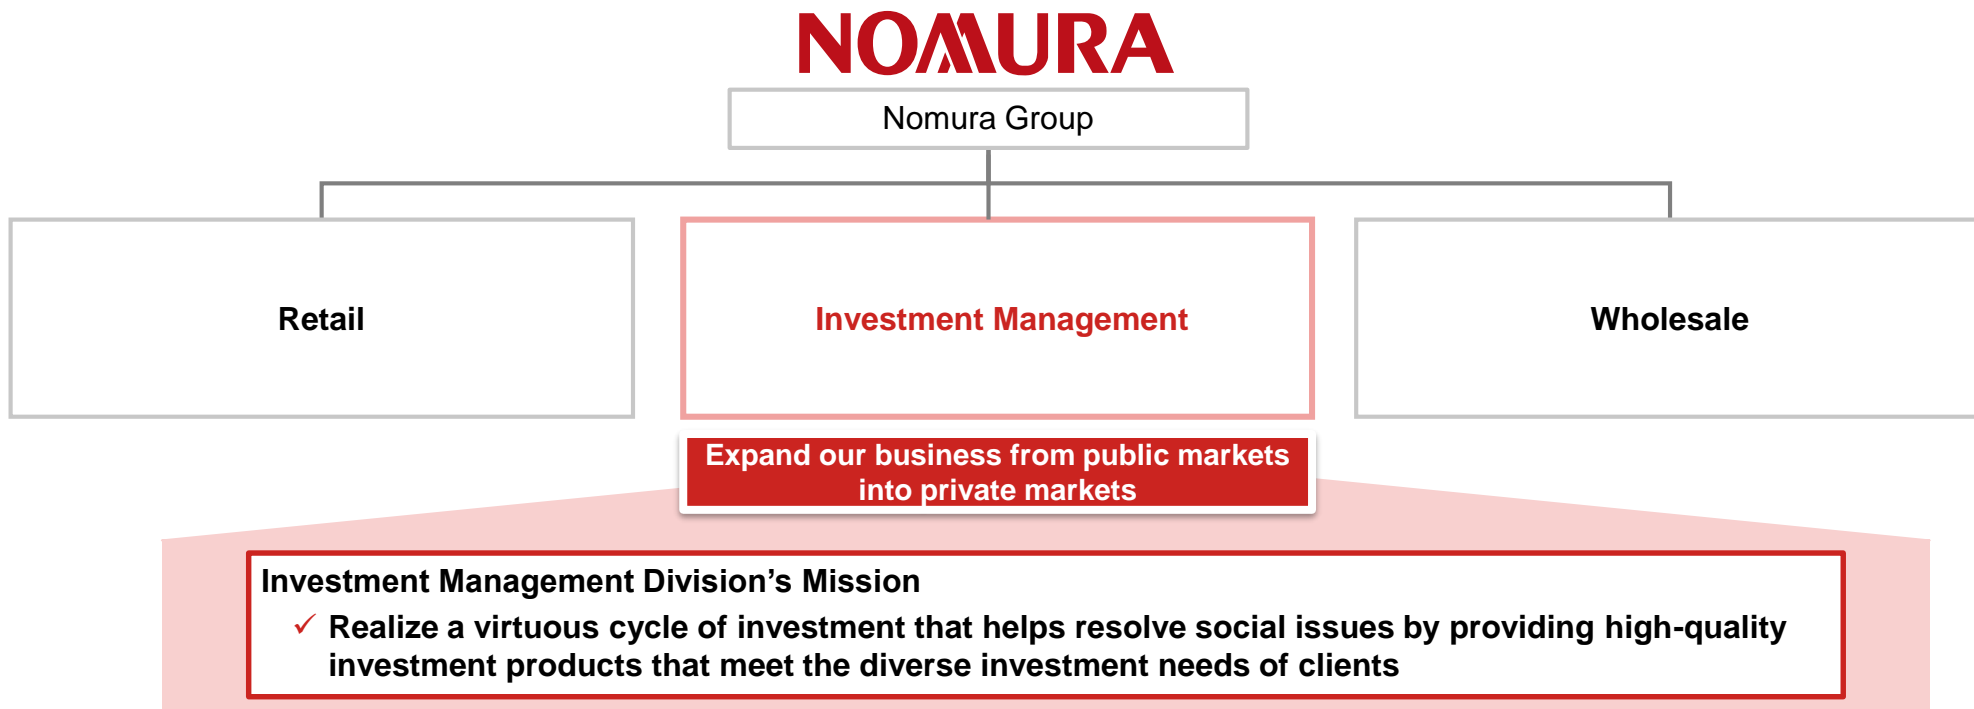 NOMURA
Nomura Group
Retail
Investment Management
Wholesale
Expand our business from public markets
into private markets
Investment Management Division’s Mission
✓ Realize a virtuous cycle of investment that helps resolve social issues by providing high-quality
investment products that meet the diverse investment needs of clients